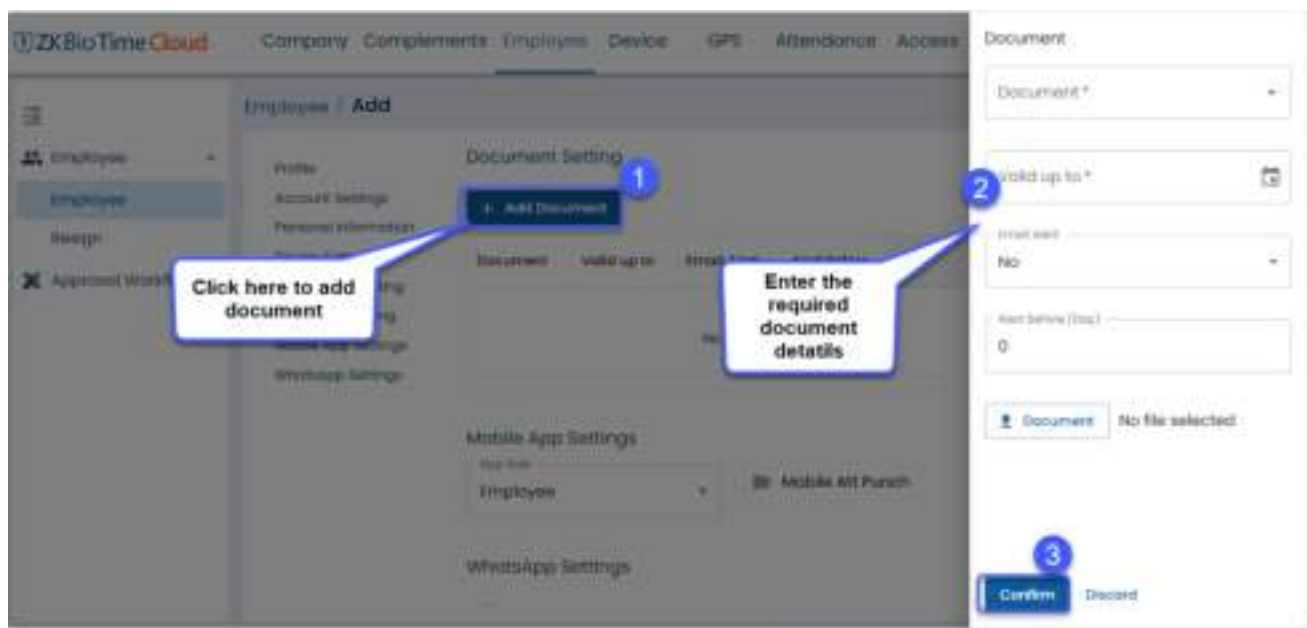 ZKBioTime Cloud
Company Complements Employee Device GPS Attendance Access
Employee / Add
Employee
Employee
Resign
Approval
Profile
Account Settings
Personal Information
Mobile App Settings
WhatsApp Settings
Document Setting
1
+ Add Document
Document Valid up to Email
Click here to add
document
Mobile App Settings
Employee
Mobile Att Punch
WhatsApp Settings
Document
Document *
2
Valid up to *
Email Alert
No
Enter the
required
document
detatils
Alert Before (Day)
0
Document No file selected
3
Confirm Discard